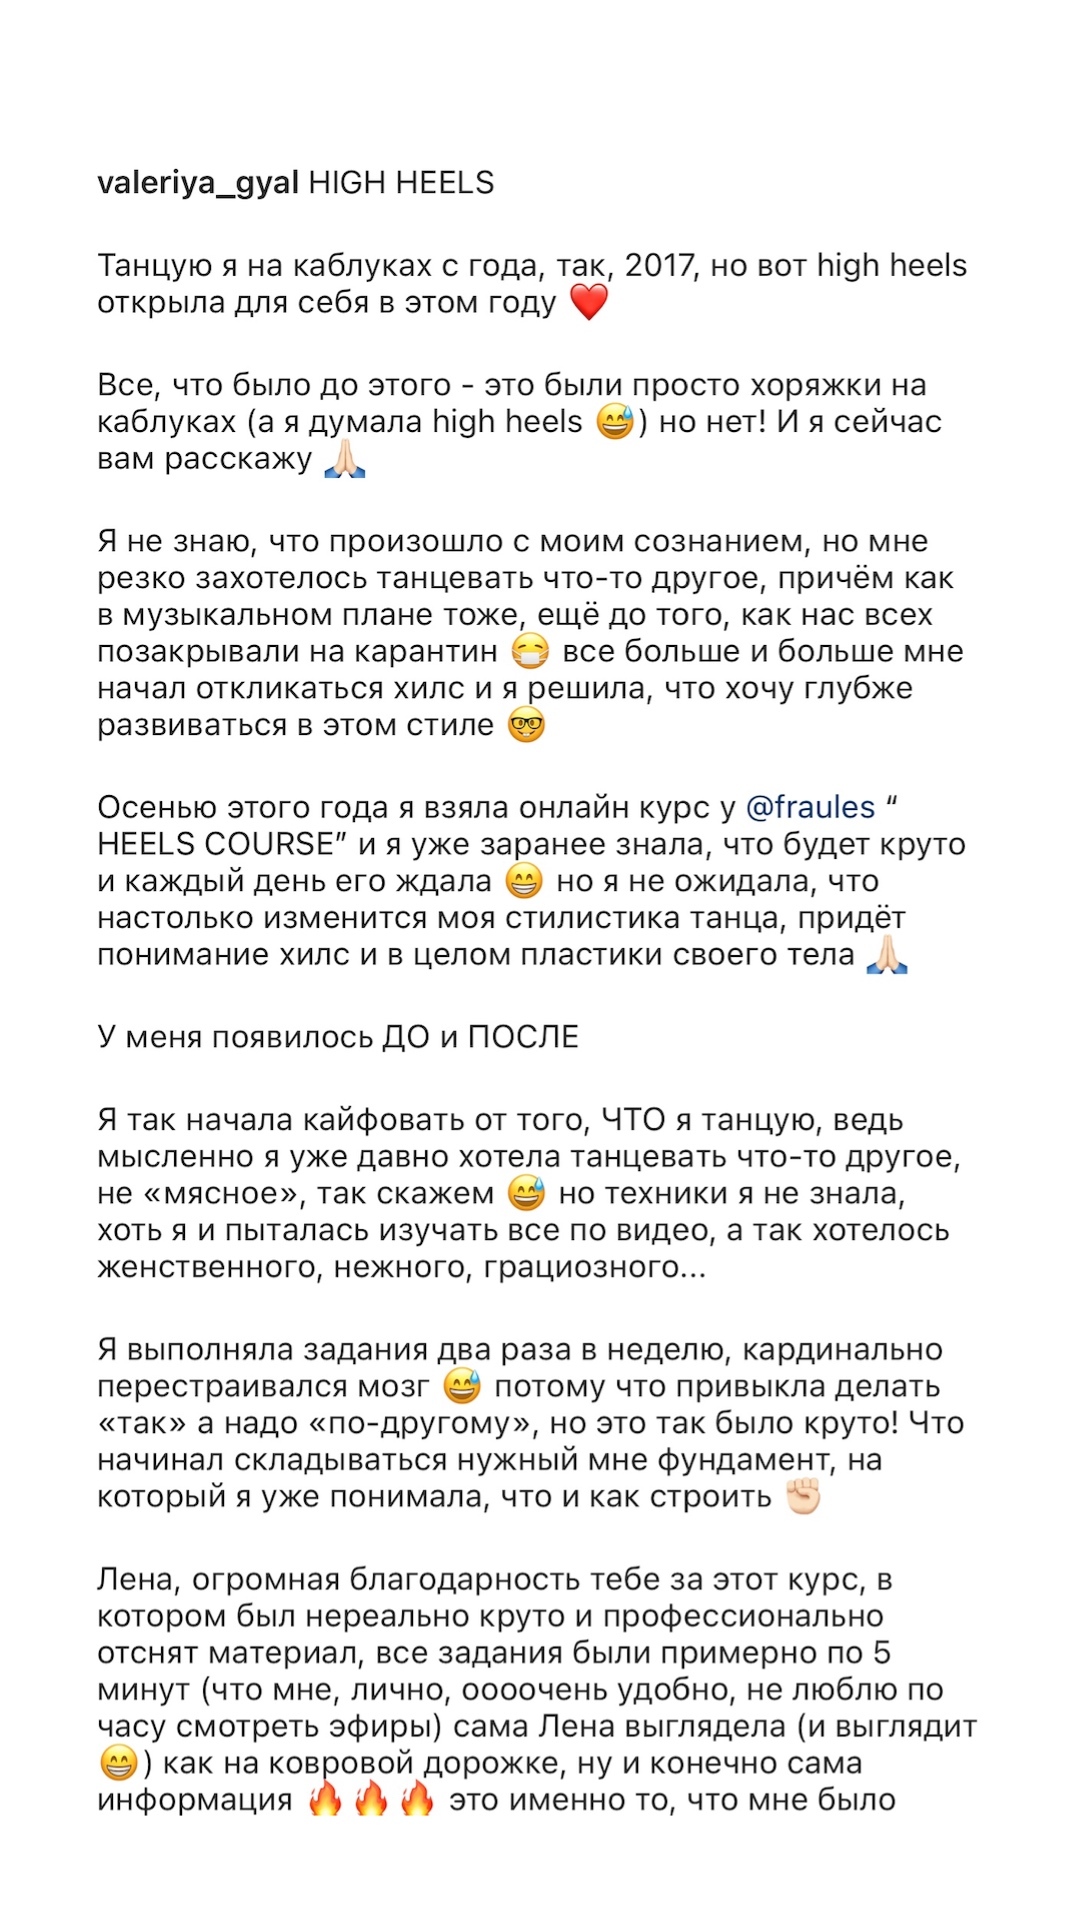 valeriya_gyal HIGH HEELS
Танцую я на каблуках с года, так, 2017, но вот high heels
открыла для себя в этом году ❤️
Все, что было до этого - это были просто хоряжки на
каблуках (а я думала high heels 😅) но нет! И я сейчас
вам расскажу 🙏🏻
Я не знаю, что произошло с моим сознанием, но мне
резко захотелось танцевать что-то другое, причём как
в музыкальном плане тоже, ещё до того, как нас всех
позакрывали на карантин 😷 все больше и больше мне
начал откликаться хилс и я решила, что хочу глубже
развиваться в этом стиле 🤓
Осенью этого года я взяла онлайн курс у @fraules “
HEELS COURSE” и я уже заранее знала, что будет круто
и каждый день его ждала 😁 но я не ожидала, что
настолько изменится моя стилистика танца, придёт
понимание хилс и в целом пластики своего тела 🙏🏻
У меня появилось ДО и ПОСЛЕ
Я так начала кайфовать от того, ЧТО я танцую, ведь
мысленно я уже давно хотела танцевать что-то другое,
не «мясное», так скажем 😅 но техники я не знала,
хоть я и пыталась изучать все по видео, а так хотелось
женственного, нежного, грациозного...
Я выполняла задания два раза в неделю, кардинально
перестраивался мозг 😅 потому что привыкла делать
«так» а надо «по-другому», но это так было круто! Что
начинал складываться нужный мне фундамент, на
который я уже понимала, что и как строить ✊🏻
Лена, огромная благодарность тебе за этот курс, в
котором был нереально круто и профессионально
отснят материал, все задания были примерно по 5
минут (что мне, лично, оооочень удобно, не люблю по
часу смотреть эфиры) сама Лена выглядела (и выглядит
😁) как на ковровой дорожке, ну и конечно сама
информация 🔥🔥🔥 это именно то, что мне было